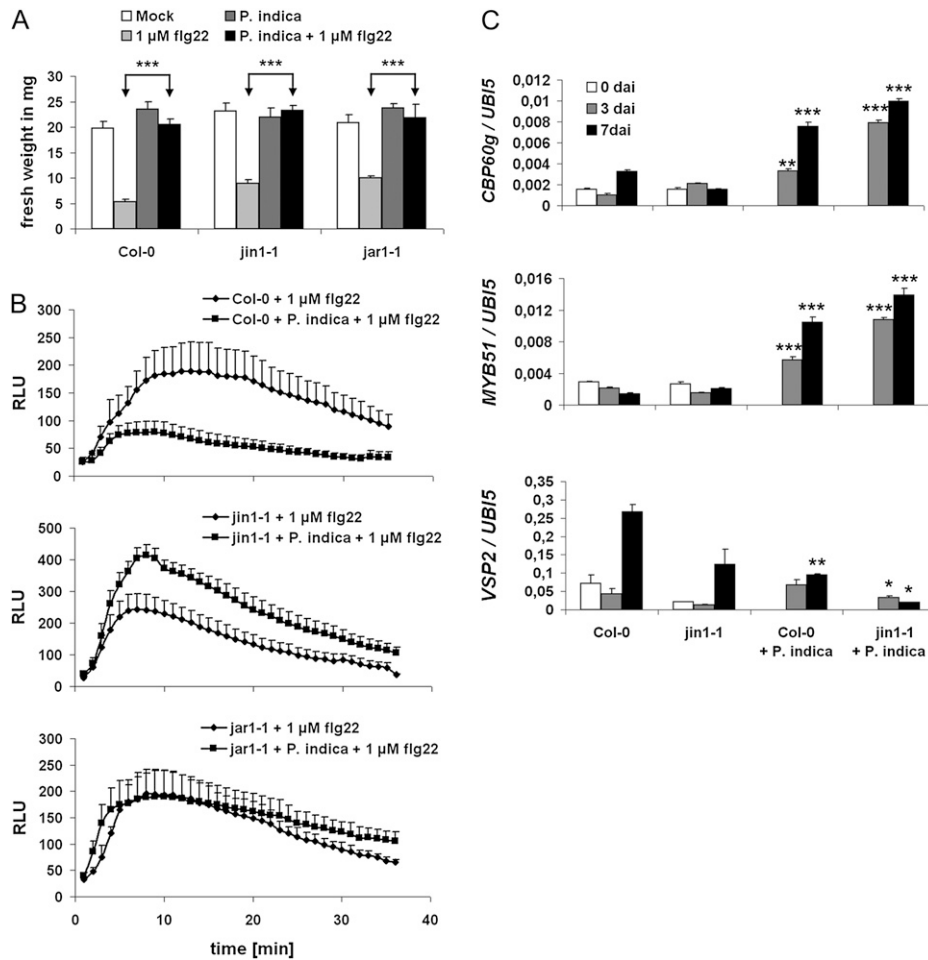 A
Mock
P. indica
1 µM flg22
P. indica + 1 µM flg22
fresh weight in mg
30
25
20
15
10
5
0
***
***
***
Col-0
jin1-1
jar1-1
B
Col-0 + 1 µM flg22
Col-0 + P. indica + 1 µM flg22
RLU
300
250
200
150
100
50
0
jin1-1 + 1 µM flg22
jin1-1 + P. indica + 1 µM flg22
RLU
500
400
300
200
100
0
jar1-1 + 1 µM flg22
jar1-1 + P. indica + 1 µM flg22
RLU
300
250
200
150
100
50
0
0
10
20
30
40
time [min]
C
0 dai
3 dai
7dai
CBP60g / UBI5
0,012
0,01
0,008
0,006
0,004
0,002
0
**
***
***
***
MYB51 / UBI5
0,016
0,012
0,008
0,004
0
***
***
***
***
VSP2 / UBI5
0,35
0,3
0,25
0,2
0,15
0,1
0,05
0
**
*
*
Col-0
jin1-1
Col-0
+ P. indica
jin1-1
+ P. indica